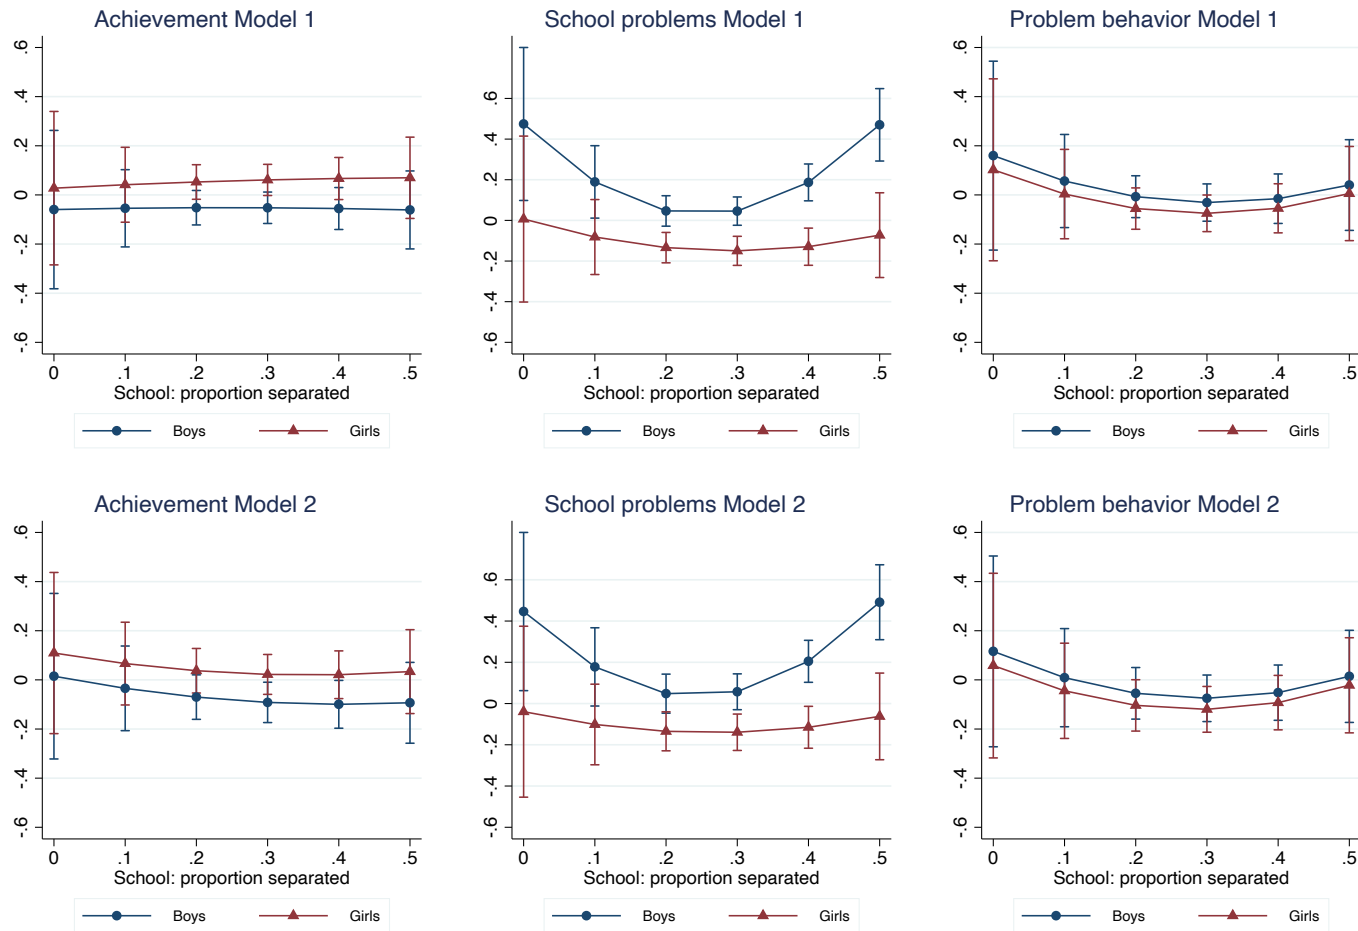 Achievement Model 1
.6
.4
.2
0
-.2
-.4
-.6
0 .1 .2 .3 .4 .5
School: proportion separated
Boys Girls
School problems Model 1
.6
.4
.2
0
-.2
-.4
-.6
0 .1 .2 .3 .4 .5
School: proportion separated
Boys Girls
Problem behavior Model 1
.6
.4
.2
0
-.2
-.4
-.6
0 .1 .2 .3 .4 .5
School: proportion separated
Boys Girls
Achievement Model 2
.6
.4
.2
0
-.2
-.4
-.6
0 .1 .2 .3 .4 .5
School: proportion separated
Boys Girls
School problems Model 2
.6
.4
.2
0
-.2
-.4
-.6
0 .1 .2 .3 .4 .5
School: proportion separated
Boys Girls
Problem behavior Model 2
.6
.4
.2
0
-.2
-.4
-.6
0 .1 .2 .3 .4 .5
School: proportion separated
Boys Girls